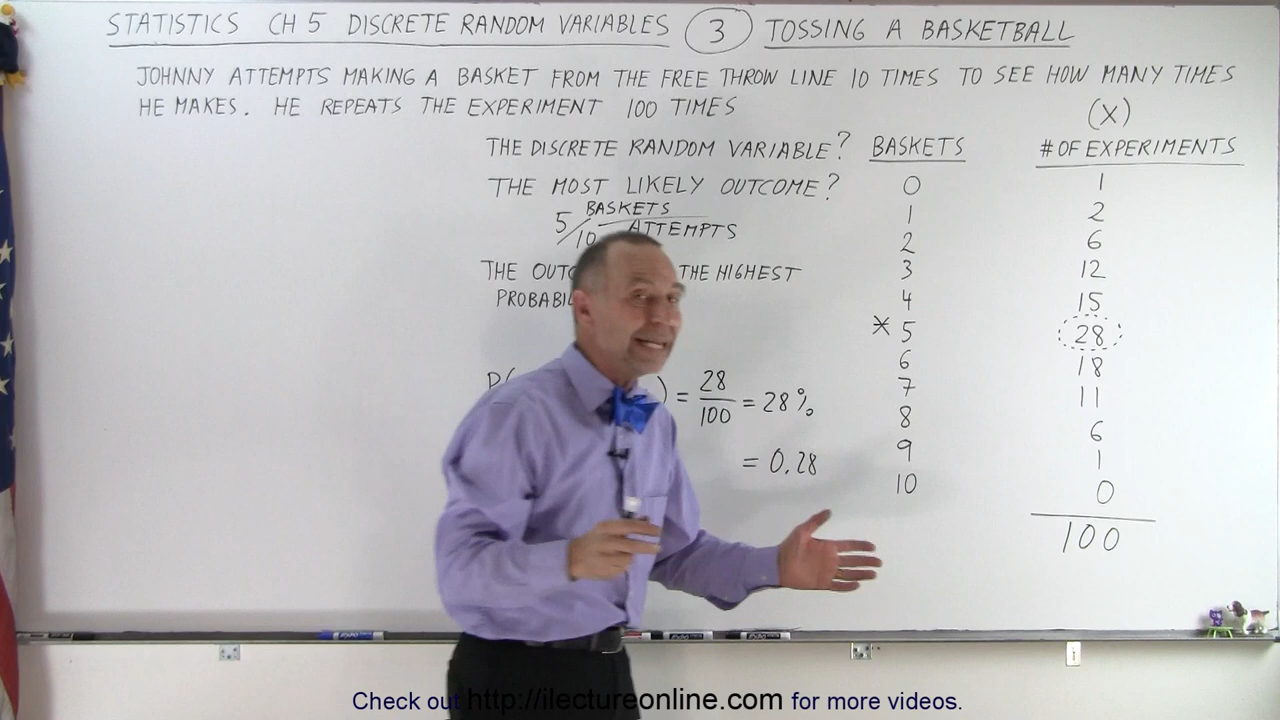 STATISTICS CH 5 DISCRETE RANDOM VARIABLES 3 TOSSING A BASKETBALL
JOHNNY ATTEMPTS MAKING A BASKET FROM THE FREE THROW LINE 10 TIMES TO SEE HOW MANY TIMES
HE MAKES. HE REPEATS THE EXPERIMENT 100 TIMES
(X)
THE DISCRETE RANDOM VARIABLE? BASKETS # OF EXPERIMENTS
THE MOST LIKELY OUTCOME? 0 1
5/10 BASKETS
ATTEMPTS
1 2
2 6
THE THE HIGHEST
3 12
4 15
* 5 28
6 18
7 11
) = 28/100 = 28%
8 6
9 1
= 0.28
10 0
100
Check out http://ilectureonline.com for more videos.